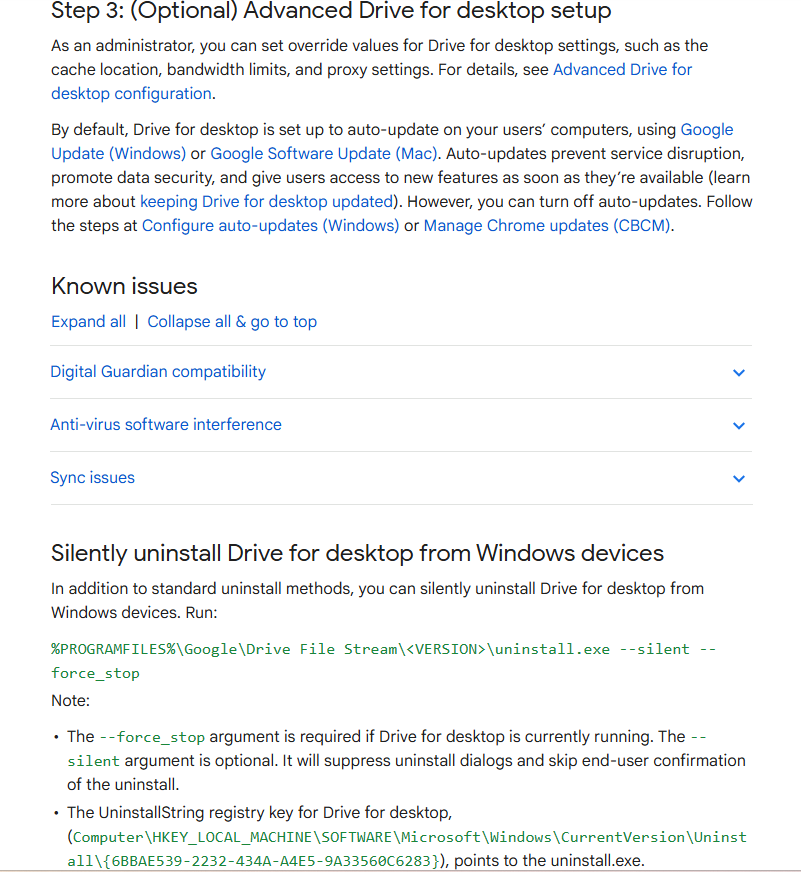 Step 3: (Optional) Advanced Drive for desktop setup
As an administrator, you can set override values for Drive for desktop settings, such as the
cache location, bandwidth limits, and proxy settings. For details, see Advanced Drive for
desktop configuration.
By default, Drive for desktop is set up to auto-update on your users’ computers, using Google
Update (Windows) or Google Software Update (Mac). Auto-updates prevent service disruption,
promote data security, and give users access to new features as soon as they’re available (learn
more about keeping Drive for desktop updated). However, you can turn off auto-updates. Follow
the steps at Configure auto-updates (Windows) or Manage Chrome updates (CBCM).
Known issues
Expand all | Collapse all & go to top
Digital Guardian compatibility
Anti-virus software interference
Sync issues
Silently uninstall Drive for desktop from Windows devices
In addition to standard uninstall methods, you can silently uninstall Drive for desktop from
Windows devices. Run:
%PROGRAMFILES%\Google\Drive File Stream\<VERSION>\uninstall.exe --silent --
force_stop
Note:
• The --force_stop argument is required if Drive for desktop is currently running. The --
silent argument is optional. It will suppress uninstall dialogs and skip end-user confirmation
of the uninstall.
• The UninstallString registry key for Drive for desktop,
(Computer\HKEY_LOCAL_MACHINE\SOFTWARE\Microsoft\Windows\CurrentVersion\Uninst
all\{6BBAE539-2232-434A-A4E5-9A33560C6283}), points to the uninstall.exe.